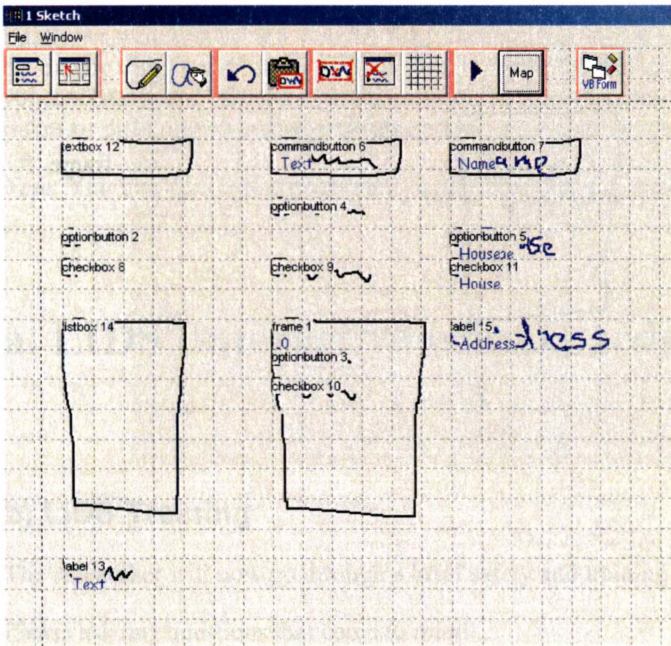 1 Sketch
File Window
Map
VB Form
textbox 12
commandbutton 6
Text
commandbutton 7
Name
optionbutton 4
optionbutton 2
optionbutton 5
House
checkbox 8
checkbox 9
checkbox 11
House
listbox 14
frame 1
0
optionbutton 3
checkbox 10
label 15
Address
label 13
Text